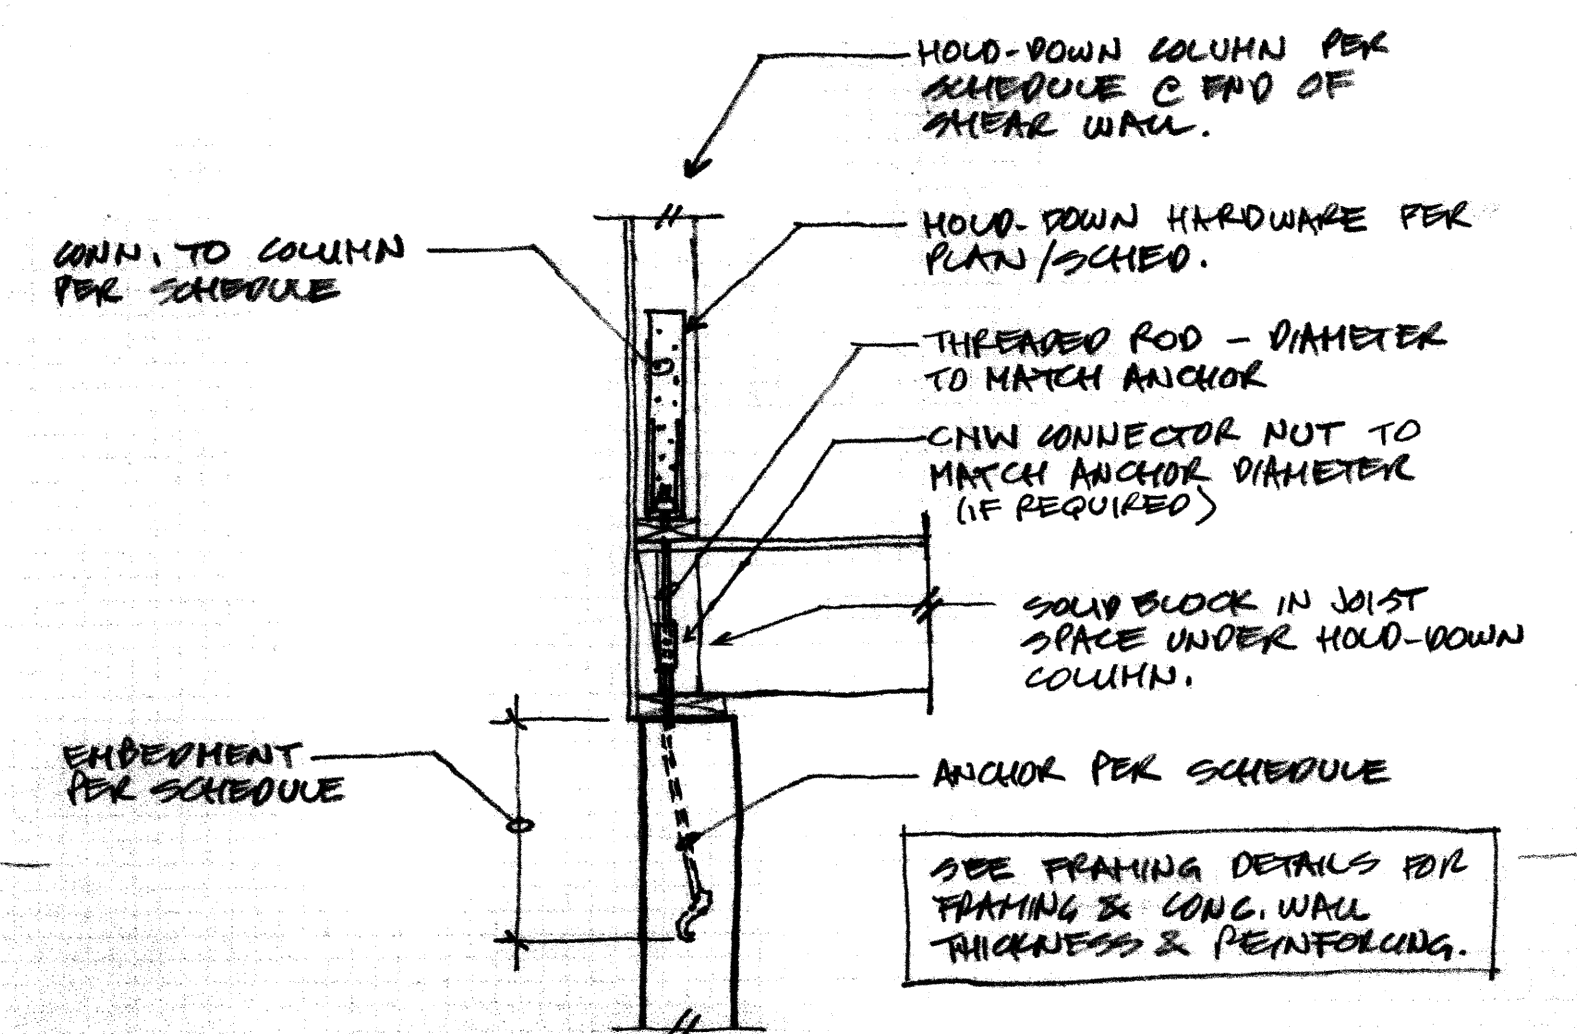 HOLD-DOWN COLUMN PER
SCHEDULE @ END OF
SHEAR WALL.
HOLD-DOWN HARDWARE PER
PLAN/SCHED.
CONN. TO COLUMN
PER SCHEDULE
THREADED ROD - DIAMETER
TO MATCH ANCHOR
CNW CONNECTOR NUT TO
MATCH ANCHOR DIAMETER
(IF REQUIRED)
SOLID BLOCK IN JOIST
SPACE UNDER HOLD-DOWN
COLUMN.
EMBEDMENT
PER SCHEDULE
ANCHOR PER SCHEDULE
SEE FRAMING DETAILS FOR
FRAMING & CONC. WALL
THICKNESS & REINFORCING.